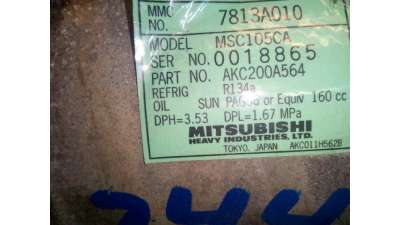 MMC NO. 7813A010
MODEL MSC105CA
SER NO. 0018865
PART NO. AKC200A564
REFRIG R134a
OIL SUN or Equiv 160 cc
DPH=3.53 DPL=1.67 MPa
MITSUBISHI
HEAVY INDUSTRIES, LTD.
TOKYO, JAPAN AKC011H562B